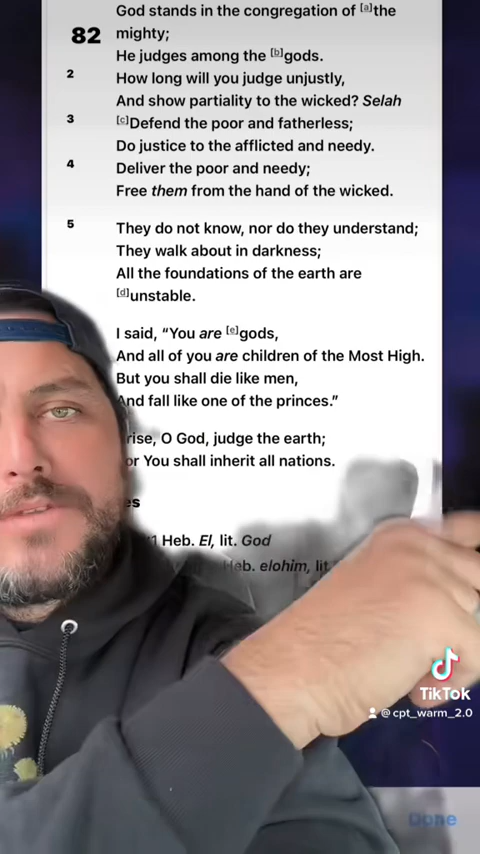 God stands in the congregation of [a]the
82 mighty;
He judges among the [b]gods.
2 How long will you judge unjustly,
And show partiality to the wicked? Selah
3 [c]Defend the poor and fatherless;
Do justice to the afflicted and needy.
4 Deliver the poor and needy;
Free them from the hand of the wicked.
5 They do not know, nor do they understand;
They walk about in darkness;
All the foundations of the earth are
[d]unstable.
I said, “You are [e]gods,
And all of you are children of the Most High.
But you shall die like men,
And fall like one of the princes.”
rise, O God, judge the earth;
or You shall inherit all nations.
es
1 Heb. El, lit. God
Heb. elohim, lit.
TikTok
@cpt_warm_2.0
Done